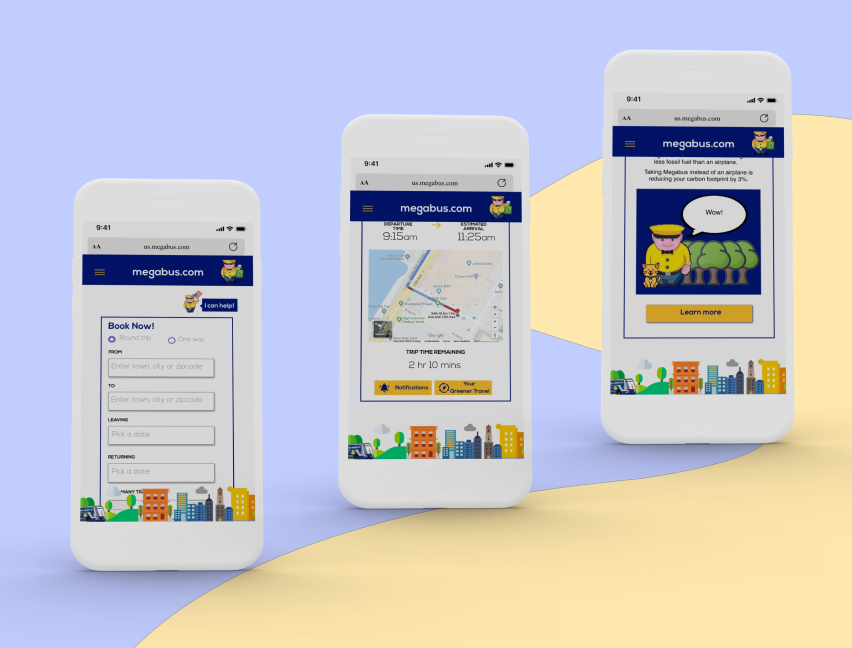 9:41
AA us.megabus.com
megabus.com
I can help!
Book Now!
Round trip One way
FROM
Enter town, city or zipcode
TO
Enter town, city or zipcode
LEAVING
Pick a date
RETURNING
Pick a date
9:41
AA us.megabus.com
megabus.com
DEPARTURE TIME
9:15am
ESTIMATED ARRIVAL
11:25am
Google
TRIP TIME REMAINING
2 hr 10 mins
Notifications
Your
Greener Travel
9:41
AA us.megabus.com
megabus.com
less fossil fuel than an airplane.
Taking Megabus instead of an airplane is
reducing your carbon footprint by 3%.
Wow!
Learn more